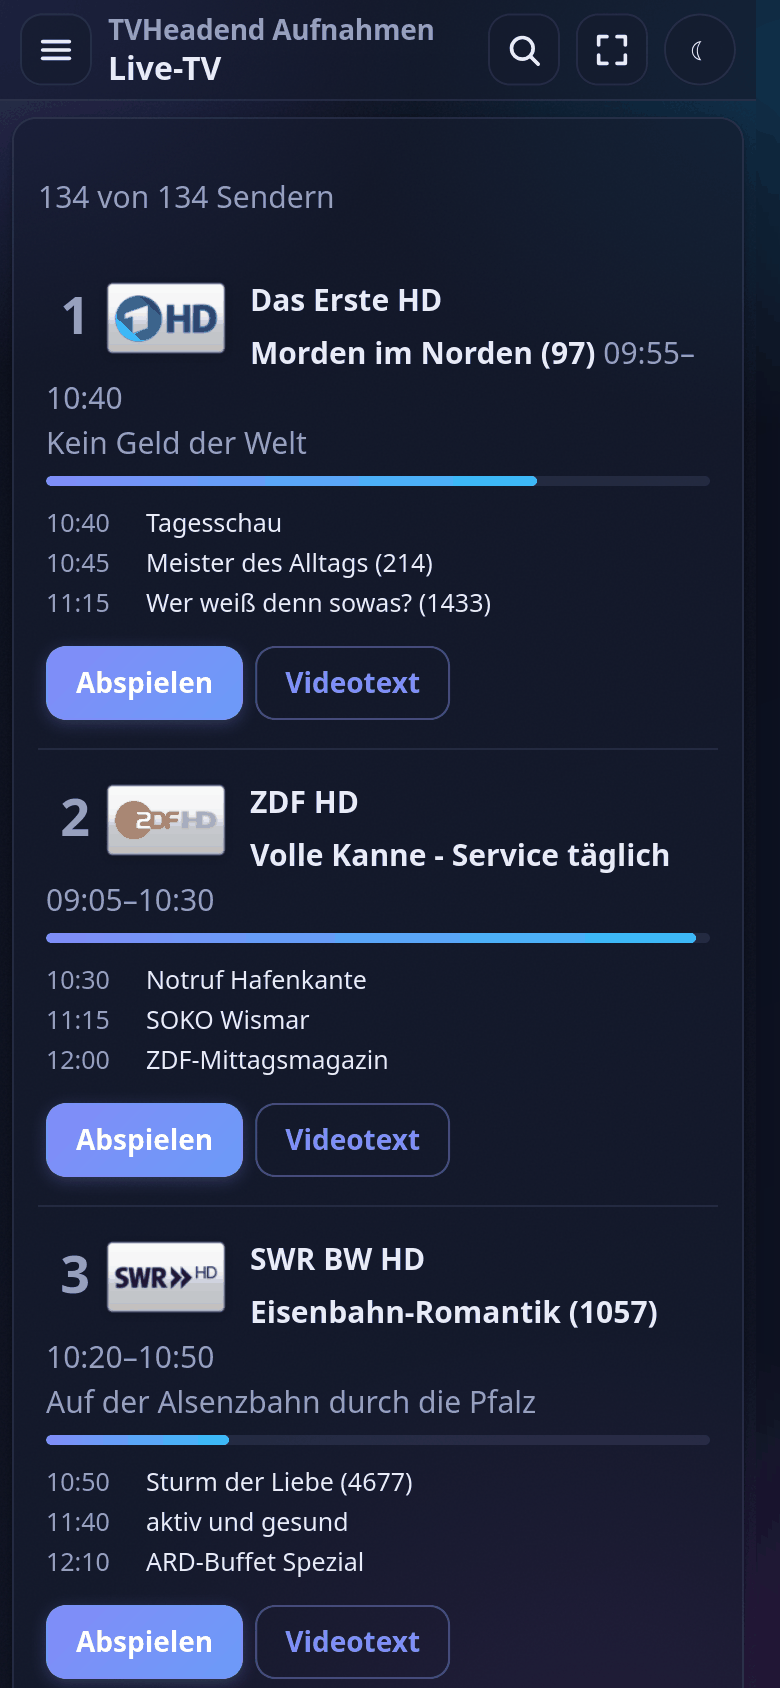 TVHeadend Aufnahmen
Live-TV
134 von 134 Sendern
1 HD Das Erste HD
Morden im Norden (97) 09:55–
10:40
Kein Geld der Welt
10:40 Tagesschau
10:45 Meister des Alltags (214)
11:15 Wer weiß denn sowas? (1433)
Abspielen Videotext
2 ZDF HD ZDF HD
Volle Kanne - Service täglich
09:05–10:30
10:30 Notruf Hafenkante
11:15 SOKO Wismar
12:00 ZDF-Mittagsmagazin
Abspielen Videotext
3 SWR HD SWR BW HD
Eisenbahn-Romantik (1057)
10:20–10:50
Auf der Alsenzbahn durch die Pfalz
10:50 Sturm der Liebe (4677)
11:40 aktiv und gesund
12:10 ARD-Buffet Spezial
Abspielen Videotext